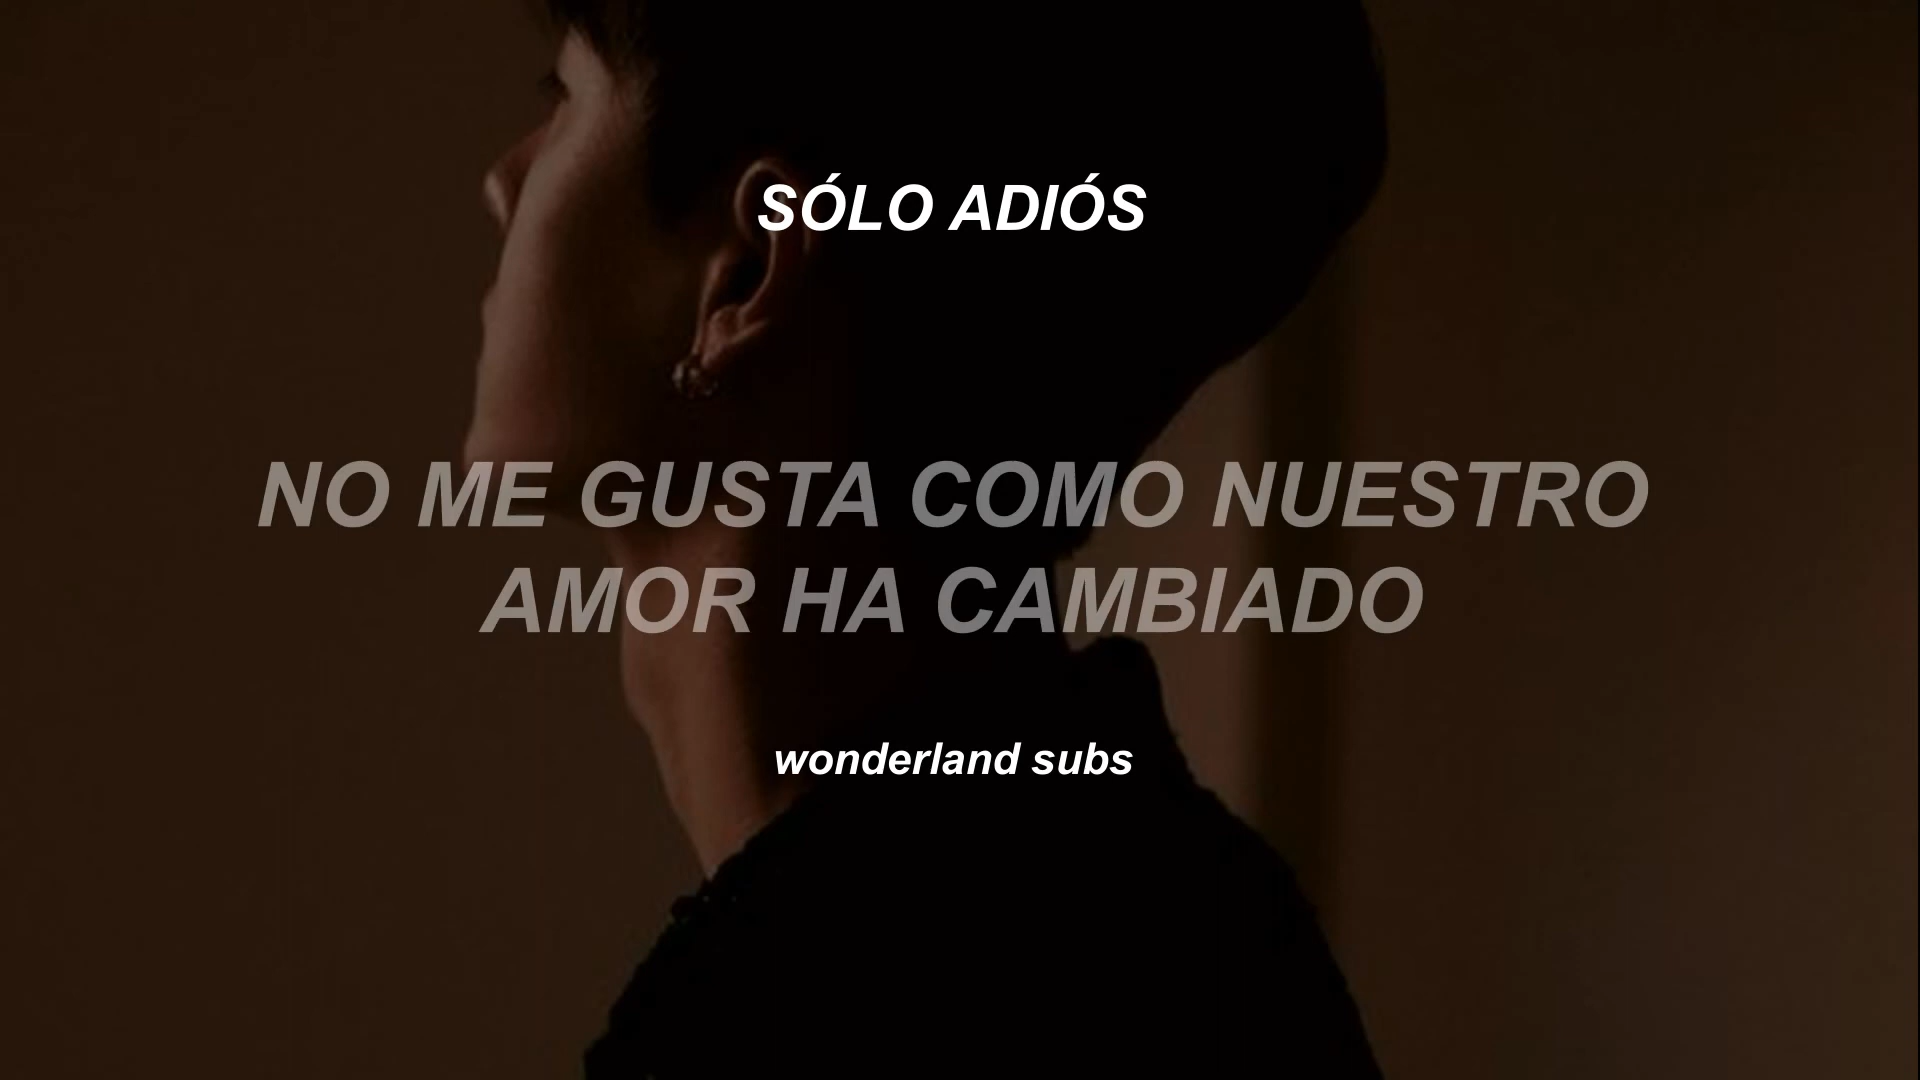 SÓLO ADIÓS
NO ME GUSTA COMO NUESTRO
AMOR HA CAMBIADO
wonderland subs